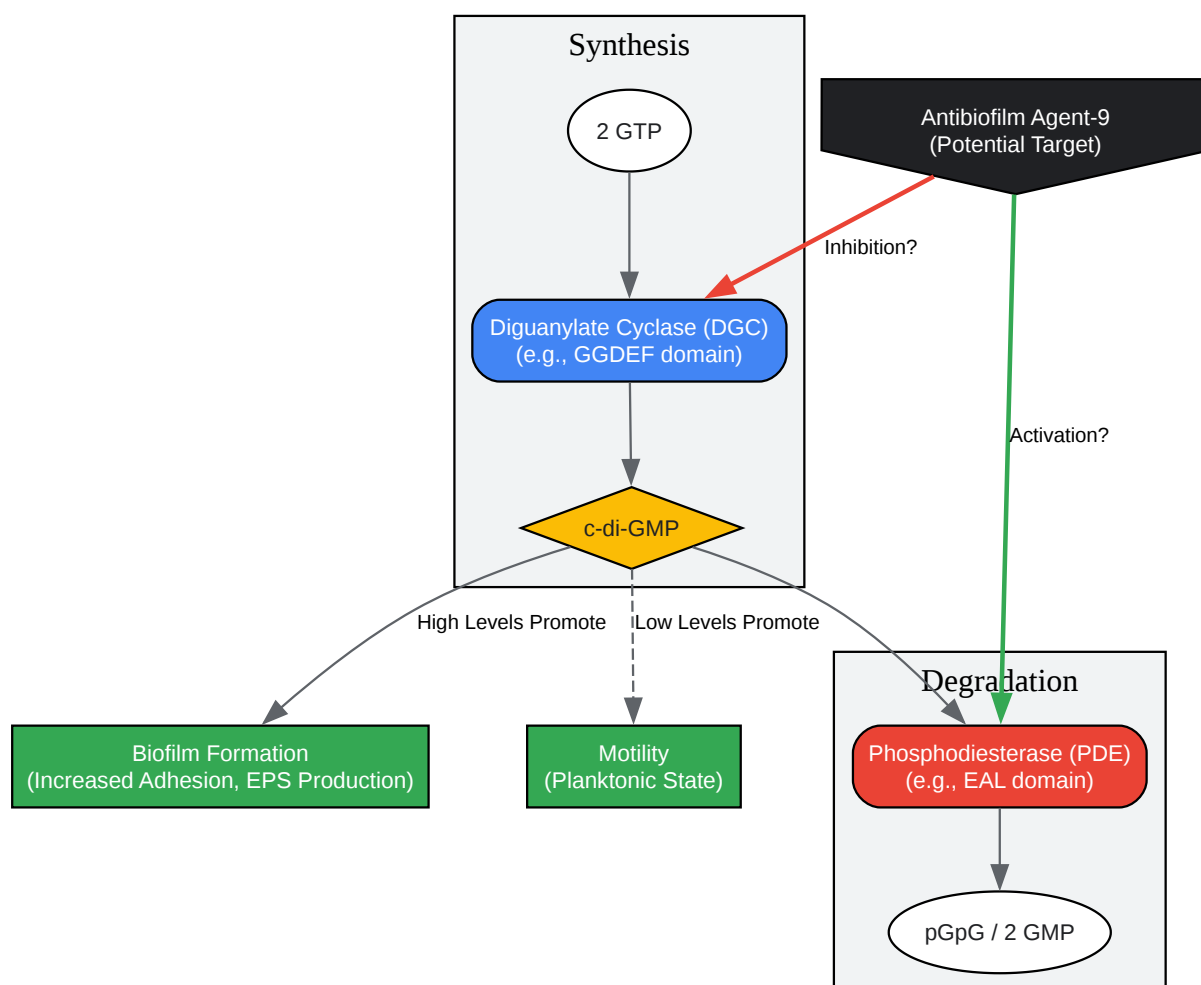 Synthesis
2 GTP
Antibiofilm Agent-9
(Potential Target)
Inhibition?
Diguanylate Cyclase (DGC)
(e.g., GGDEF domain)
Activation?
c-di-GMP
High Levels Promote
Low Levels Promote
Degradation
Biofilm Formation
(Increased Adhesion, EPS Production)
Motility
(Planktonic State)
Phosphodiesterase (PDE)
(e.g., EAL domain)
pGpG / 2 GMP